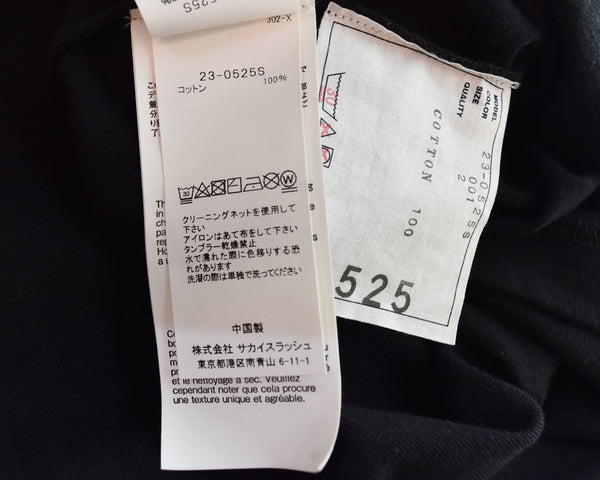 525S
302-X
23-0525S
コットン 100%
30
クリーニングネットを使用して
下さい
アイロンはあて布をして下さい
タンブラー乾燥禁止
水で濡れた際に色移りする恐
れがあります
洗濯の際は単独で洗ってください
中国製
株式会社 サカイスラッシュ
東京都港区南青山 6-11-1
et le nettoyage à sec. Veuillez
cependant noter que cela procure
une texture unique et agréable.
MODEL 23-0525S
COLOR 001
SIZE 2
QUALITY
COTTON 100
30
525